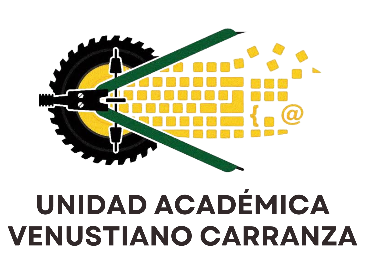 { @
UNIDAD ACADÉMICA
VENUSTIANO CARRANZA